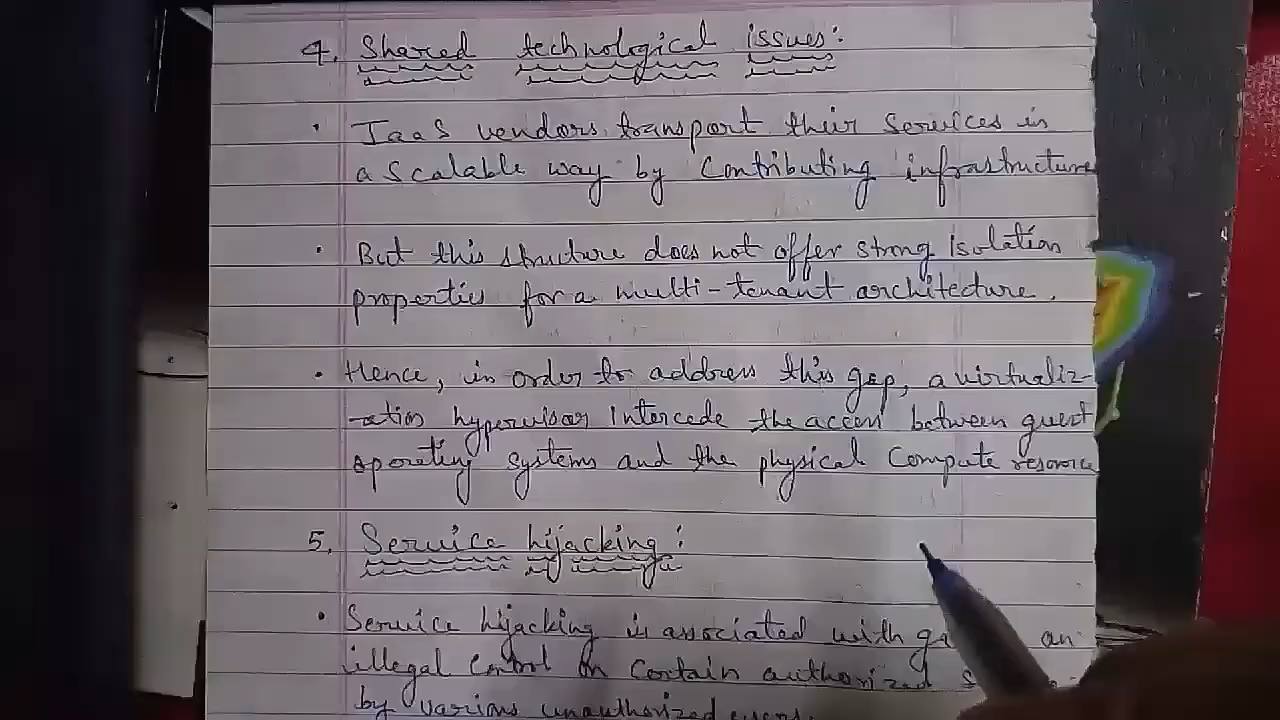 4. Shared technological issues:
• IaaS vendors transport their services in
a scalable way by contributing infrastructure
• But this structure does not offer strong isolation
properties for a multi-tenant architecture.
• Hence, in order to address this gap, a virtualiz-
-ation hypervisor intercede the access between guest
operating systems and the physical compute resource
5. Service hijacking:
• Service hijacking is associated with an
illegal control on certain authorized
by various unauthorized users.